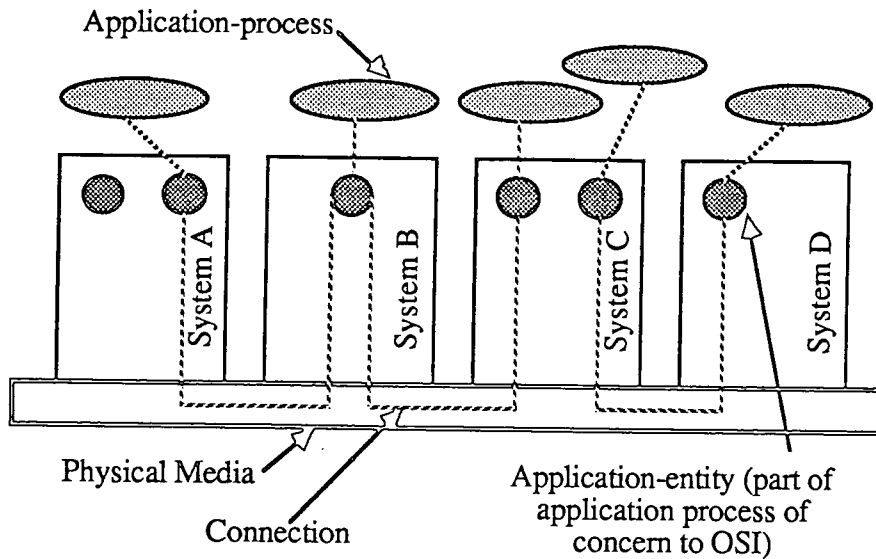 Application-process
System A
System B
System C
System D
Physical Media
Connection
Application-entity (part of
application process of
concern to OSI)